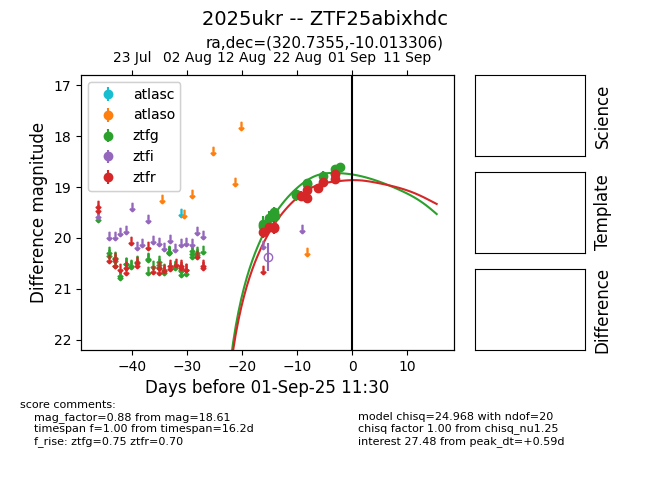 2025ukr -- ZTF25abixhdc
ra,dec=(320.7355,-10.013306)
23 Jul 02 Aug 12 Aug 22 Aug 01 Sep 11 Sep
17
18
19
20
21
22
Difference magnitude
atlasc
atlaso
ztfg
ztfi
ztfr
−40 −30 −20 −10 0 10
Days before 01-Sep-25 11:30
Science
Template
Difference
score comments:
mag_factor=0.88 from mag=18.61
timespan f=1.00 from timespan=16.2d
f_rise: ztfg=0.75 ztfr=0.70
model chisq=24.968 with ndof=20
chisq factor 1.00 from chisq_nu1.25
interest 27.48 from peak_dt=+0.59d